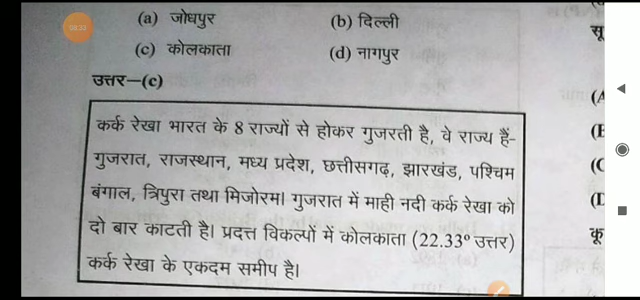 (a) जोधपुर (b) दिल्ली
(c) कोलकाता (d) नागपुर
उत्तर–(c)
कर्क रेखा भारत के 8 राज्यों से होकर गुजरती है, वे राज्य हैं-
गुजरात, राजस्थान, मध्य प्रदेश, छत्तीसगढ़, झारखंड, पश्चिम
बंगाल, त्रिपुरा तथा मिजोरम। गुजरात में माही नदी कर्क रेखा को
दो बार काटती है। प्रदत्त विकल्पों में कोलकाता (22.33° उत्तर)
कर्क रेखा के एकदम समीप है।